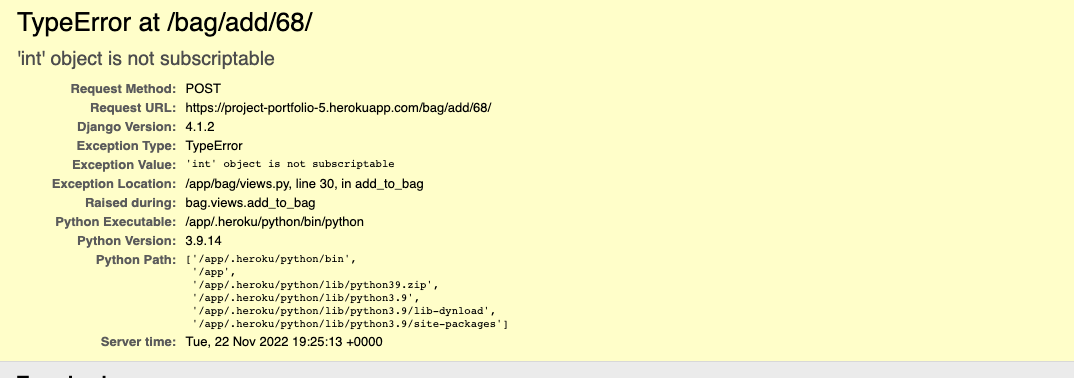 TypeError at /bag/add/68/
'int' object is not subscriptable
Request Method: POST
Request URL: https://project-portfolio-5.herokuapp.com/bag/add/68/
Django Version: 4.1.2
Exception Type: TypeError
Exception Value: 'int' object is not subscriptable
Exception Location: /app/bag/views.py, line 30, in add_to_bag
Raised during: bag.views.add_to_bag
Python Executable: /app/.heroku/python/bin/python
Python Version: 3.9.14
Python Path: ['/app/.heroku/python/bin',
'/app',
'/app/.heroku/python/lib/python39.zip',
'/app/.heroku/python/lib/python3.9',
'/app/.heroku/python/lib/python3.9/lib-dynload',
'/app/.heroku/python/lib/python3.9/site-packages']
Server time: Tue, 22 Nov 2022 19:25:13 +0000